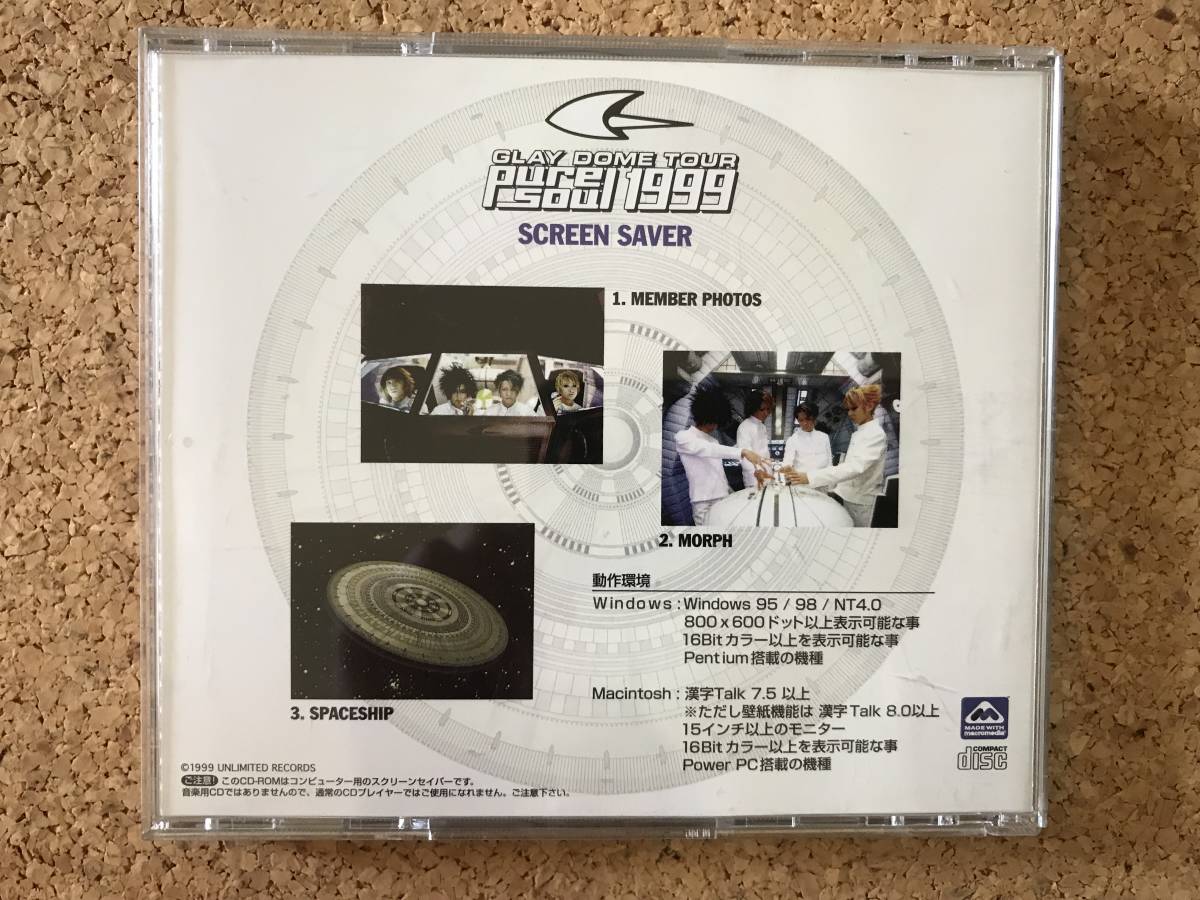 GLAY DOME TOUR
pure soul 1999
SCREEN SAVER
1. MEMBER PHOTOS
2. MORPH
3. SPACESHIP
動作環境
Windows : Windows 95 / 98 / NT4.0
800 x 600ドット以上表示可能な事
16Bit カラー以上を表示可能な事
Pentium搭載の機種
Macintosh : 漢字Talk 7.5 以上
※ただし壁紙機能は 漢字Talk 8.0以上
15インチ以上のモニター
16Bit カラー以上を表示可能な事
Power PC搭載の機種
MADE WITH
macromedia
COMPACT
disc
©1999 UNLIMITED RECORDS
ご注意! このCD-ROMはコンピューター用のスクリーンセイバーです。
音楽用CDではありませんので、通常のCDプレイヤーではご使用になれません。ご注意下さい。